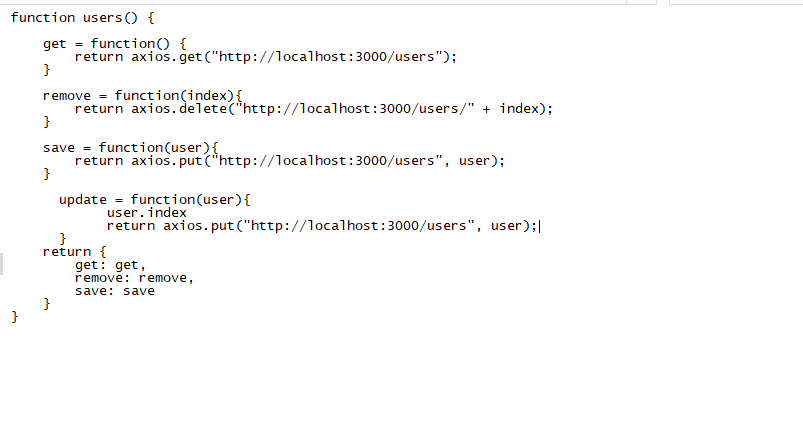 function users() {
get = function() {
return axios.get("http://localhost:3000/users");
}
remove = function(index){
return axios.delete("http://localhost:3000/users/" + index);
}
save = function(user){
return axios.put("http://localhost:3000/users", user);
}
update = function(user){
user.index
return axios.put("http://localhost:3000/users", user);
}
return {
get: get,
remove: remove,
save: save
}
}